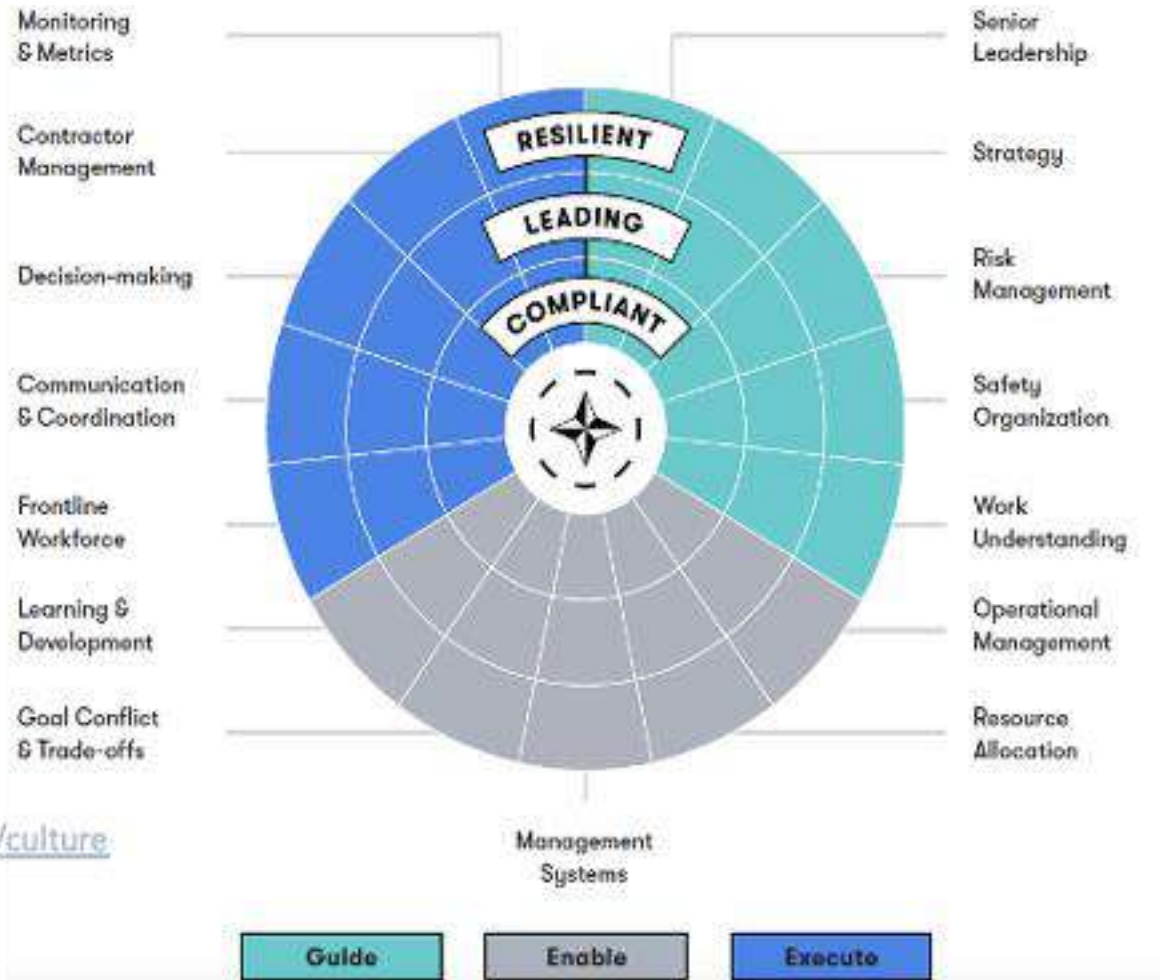 Monitoring
& Metrics
Contractor
Management
Decision-making
Communication
& Coordination
Frontline
Workforce
Learning &
Development
Goal Conflict
& Trade-offs
/culture
RESILIENT
LEADING
COMPLIANT
Senior
Leadership
Strategy
Risk
Management
Safety
Organization
Work
Understanding
Operational
Management
Resource
Allocation
Management
Systems
Guide
Enable
Execute